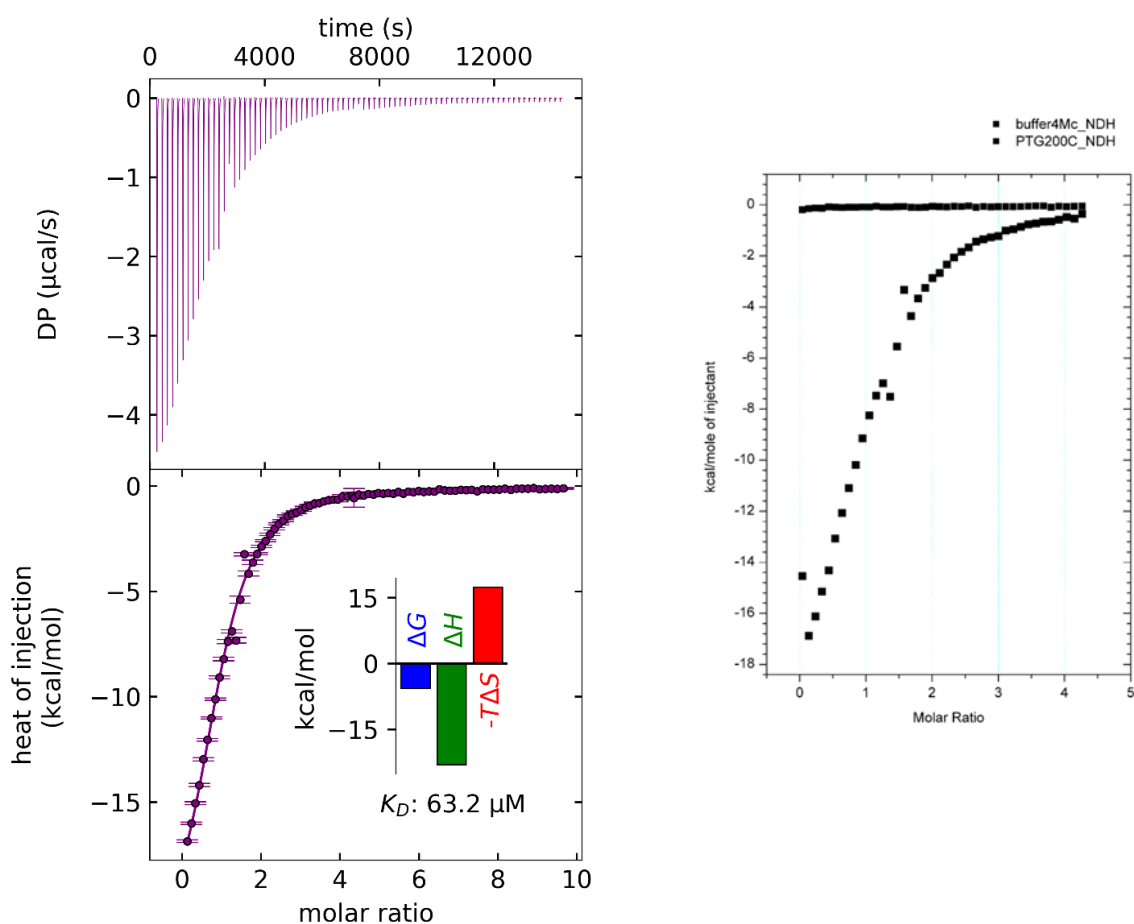 time (s)
0 4000 8000 12000
0
−1
−2
−3
−4
DP (μcal/s)
0
−5
−10
−15
heat of injection
(kcal/mol)
15
0
−15
kcal/mol
ΔG
ΔH
-TΔS
K_D: 63.2 μM
0 2 4 6 8 10
molar ratio
buffer4Mc_NDH
PTG200C_NDH
0
-2
-4
-6
-8
-10
-12
-14
-16
-18
kcal/mole of injectant
0 1 2 3 4 5
Molar Ratio